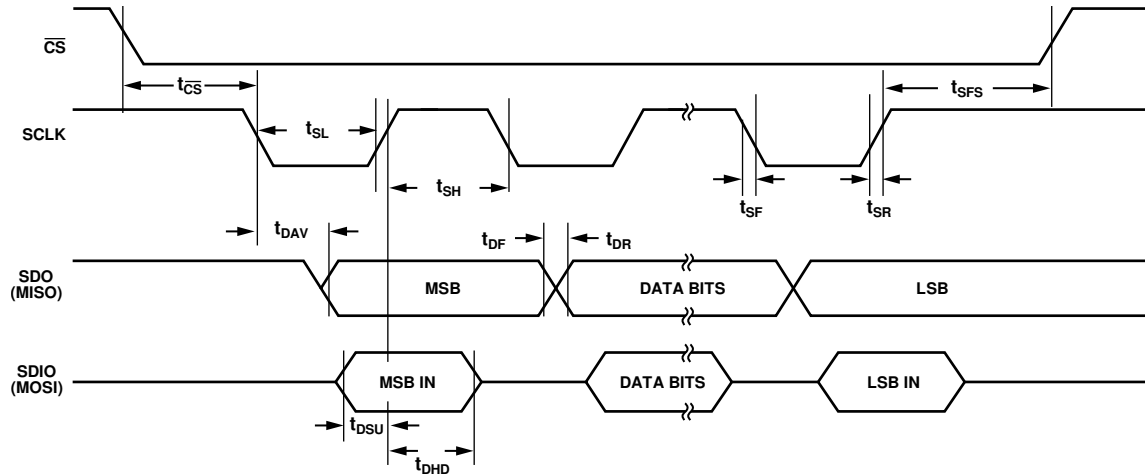 CS
tCS
tSFS
SCLK
tSL
tSH
tSF
tSR
tDAV
tDF
tDR
SDO
(MISO)
MSB
DATA BITS
LSB
SDIO
(MOSI)
MSB IN
DATA BITS
LSB IN
tDSU
tDHD